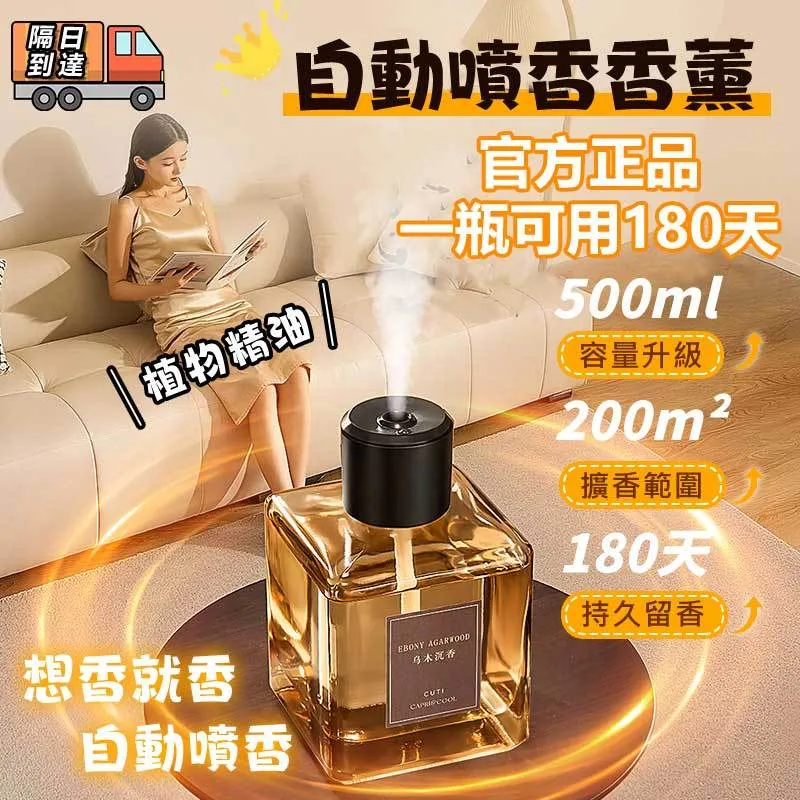 隔日
到達
自動噴香香薰
官方正品
一瓶可用180天
500ml
容量升級
200m²
擴香範圍
180天
持久留香
植物精油
EBONY AGARWOOD
乌木沉香
CUTI
CAPRI®COOL
想香就香
自動噴香